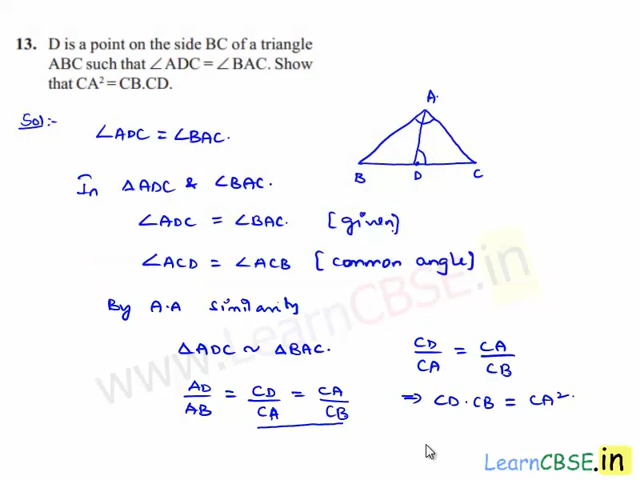 13. D is a point on the side BC of a triangle
ABC such that ∠ADC = ∠BAC. Show
that CA² = CB.CD.
Sol:-
∠ADC = ∠BAC.
A
B D C
In ΔADC & ∠BAC.
∠ADC = ∠BAC. [given]
∠ACD = ∠ACB [common angle]
By A.A similarity
ΔADC ~ ΔBAC.
AD/AB = CD/CA = CA/CB
CD/CA = CA/CB
⇒ CD·CB = CA².
www.LearnCBSE.in
LearnCBSE.in